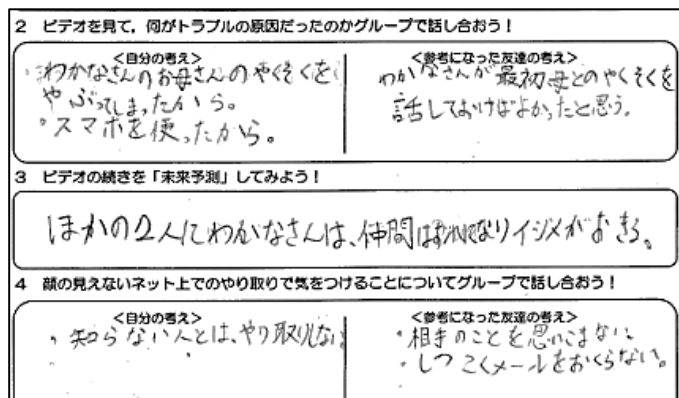 2 ビデオを見て，何がトラブルの原因だったのかグループで話し合おう！
＜自分の考え＞
・わかなさんのお母さんのやくそくを
やぶってしまったから。
・スマホを使ったから。
＜参考になった友達の考え＞
わかなさんが最初母とのやくそくを
話しておけばよかったと思う。
3 ビデオの続きを「未来予測」してみよう！
ほかの2人にわかなさんは、仲間はずれになりイジメがおきる。
4 顔の見えないネット上でのやり取りで気をつけることについてグループで話し合おう！
＜自分の考え＞
・知らない人とは、やり取りしない
＜参考になった友達の考え＞
・相手のことを
・しつこくメールをおくらない。